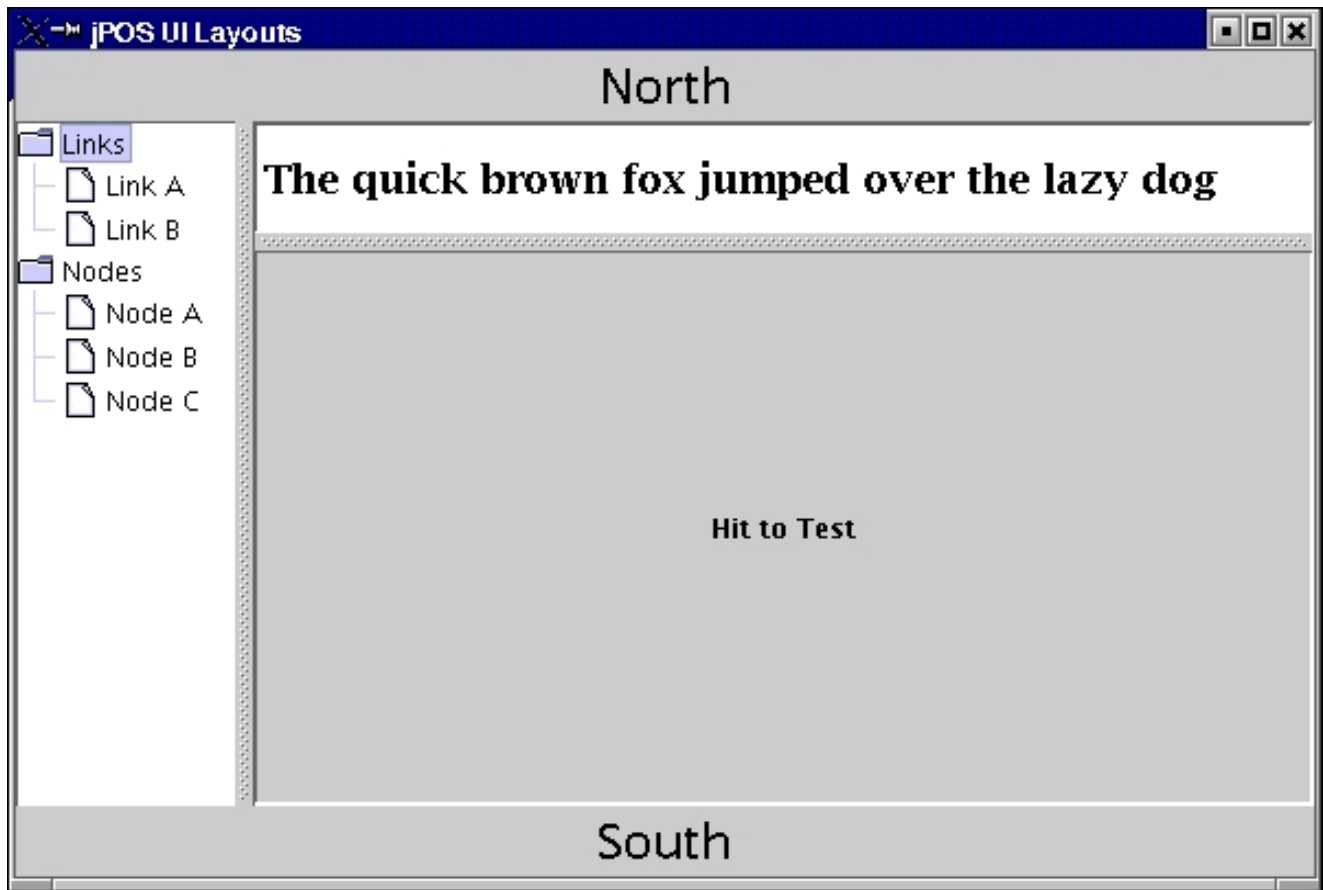 jPOS UI Layouts
North
Links
Link A
Link B
Nodes
Node A
Node B
Node C
The quick brown fox jumped over the lazy dog
Hit to Test
South